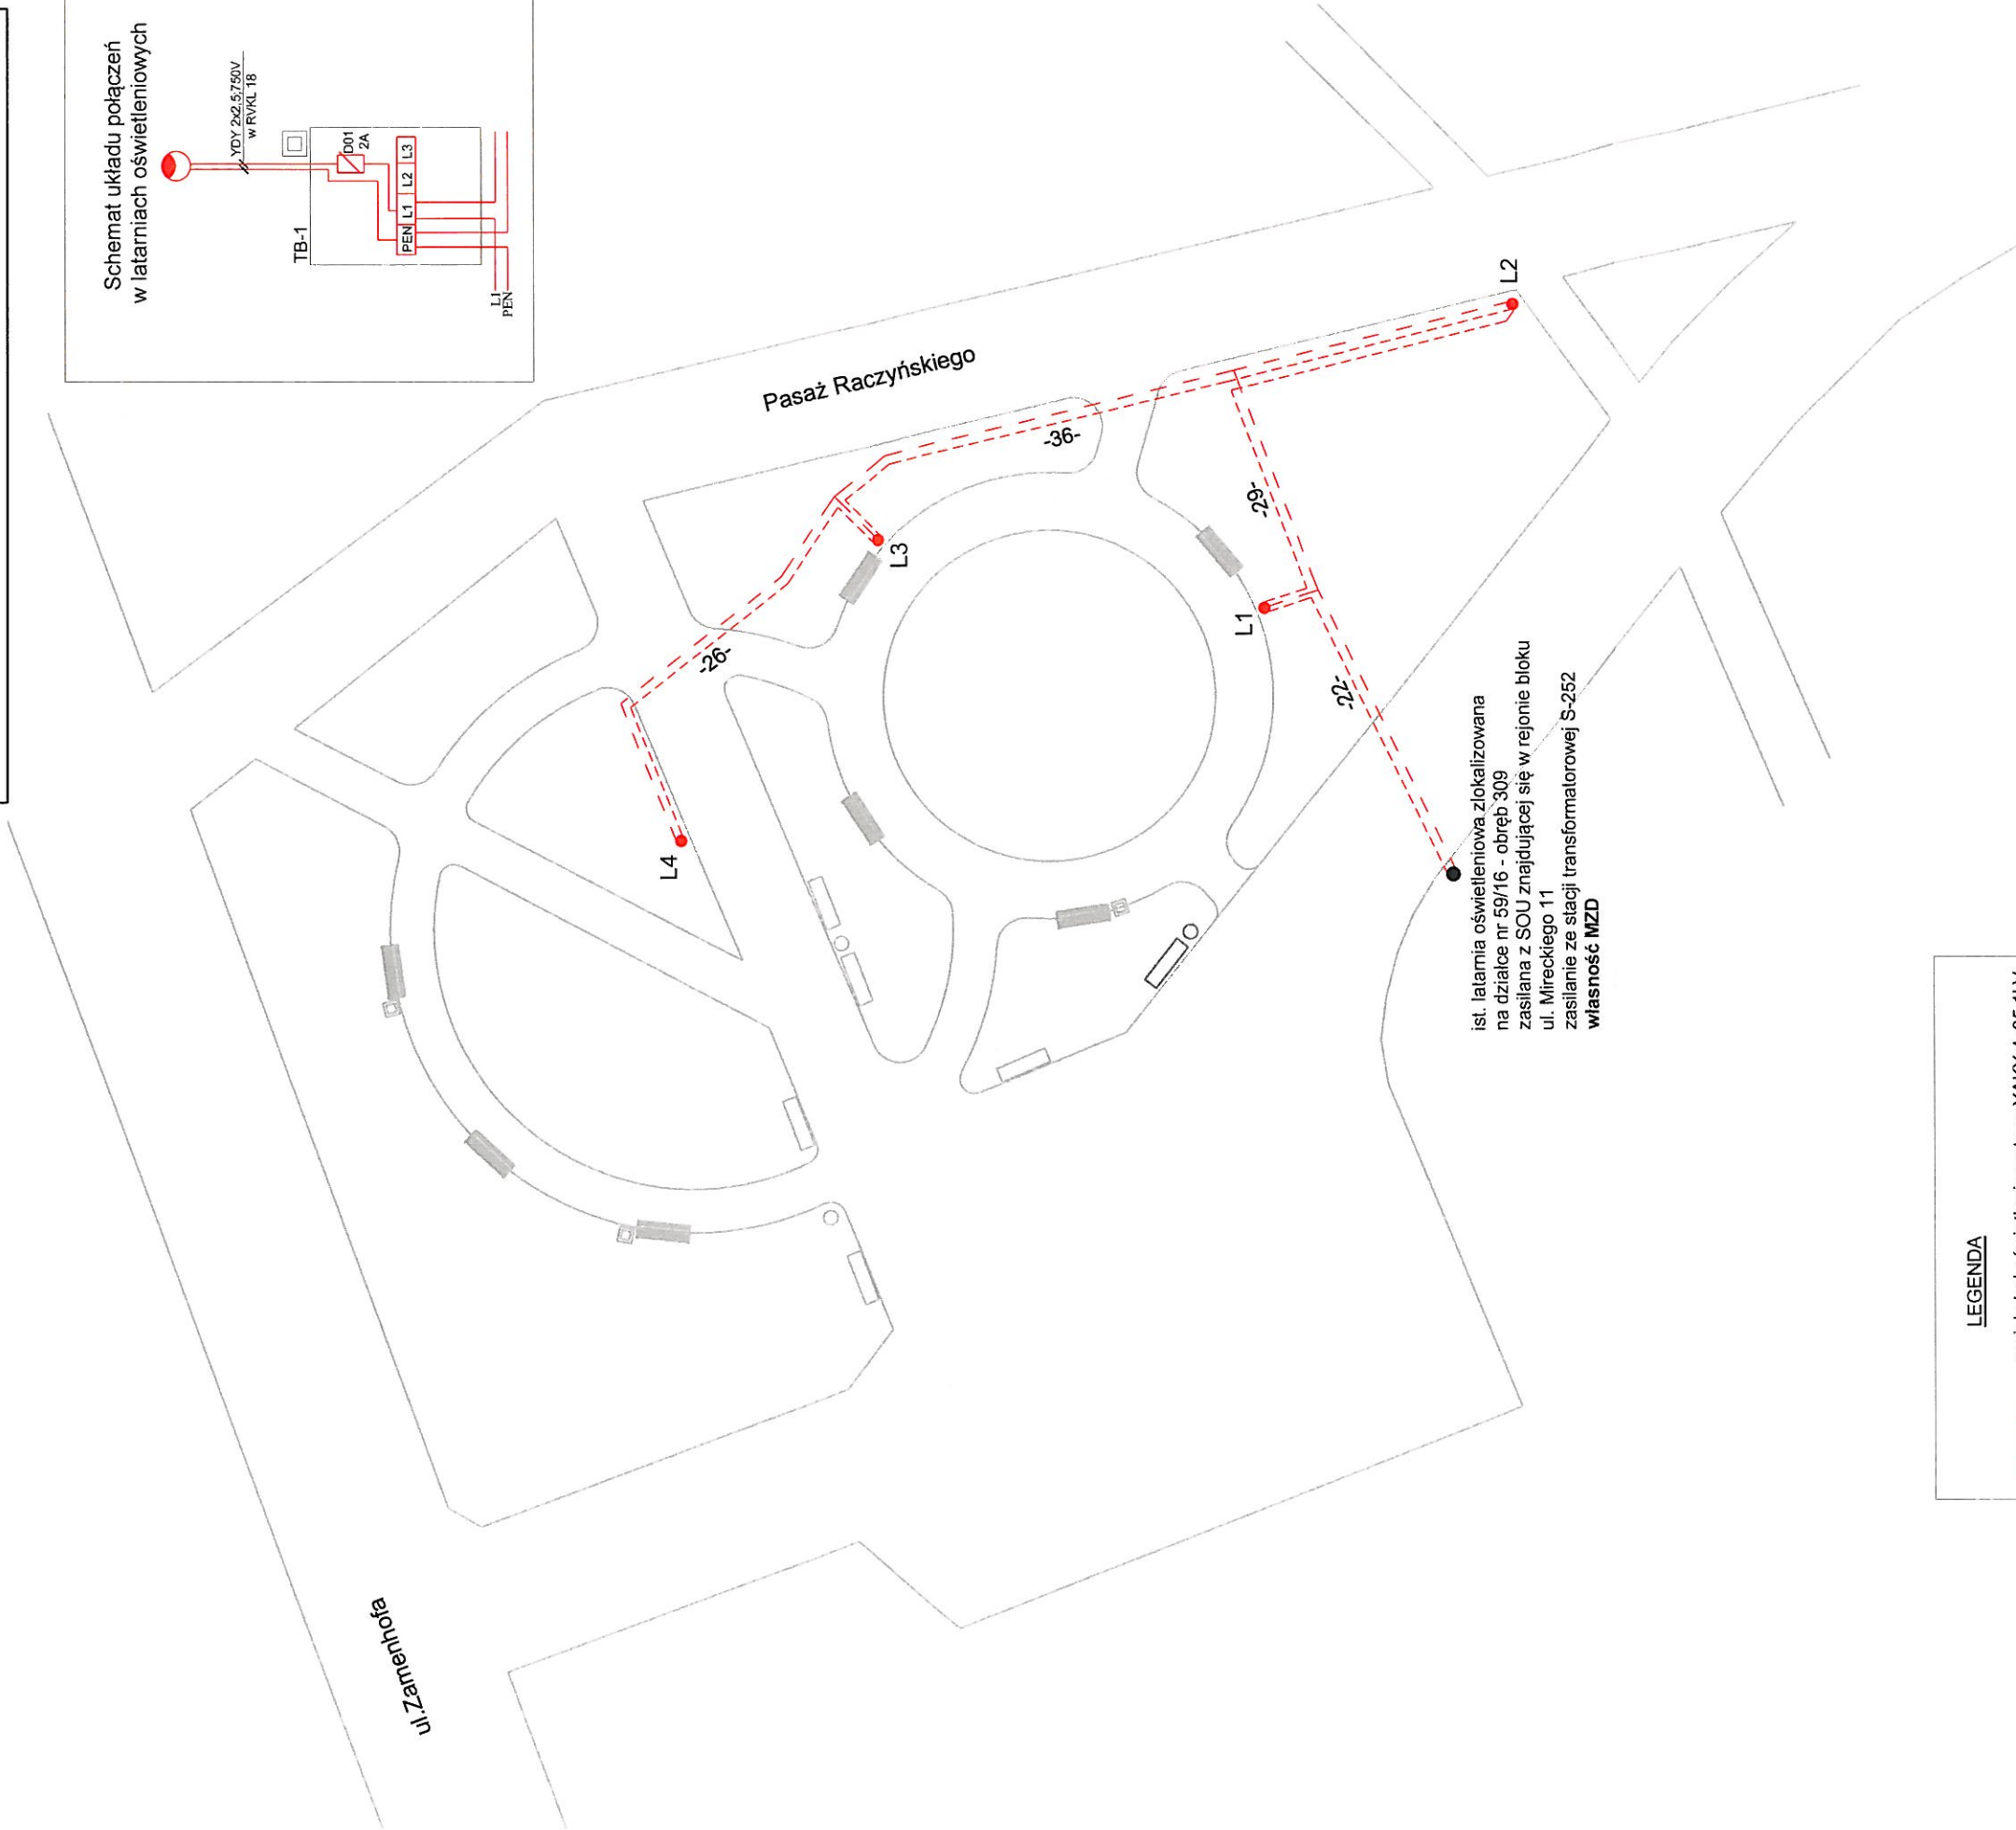 Schemat układu połączeń
w latarniach oświetleniowych
YDY 2x2,5;750V
w RVKL 18
TB-1
D01
2A
PEN L1 L2 L3
L1
PEN
Pasaż Raczyńskiego
L2
-36-
-29-
L3
L1
-26-
-22-
L4
ist. latarnia oświetleniowa zlokalizowana
na działce nr 59/16 - obręb 309
zasilana z SOU znajdującej się w rejonie bloku
ul. Mireckiego 11
zasilanie ze stacji transformatorowej S-252
własność MZD
ul.Zamenhofa
LEGENDA